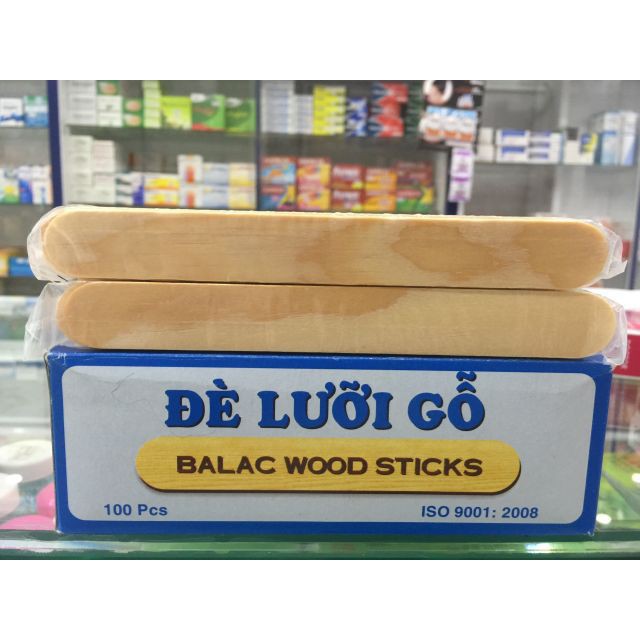 ĐÈ LƯỠI GỖ
BALAC WOOD STICKS
100 Pcs
ISO 9001: 2008